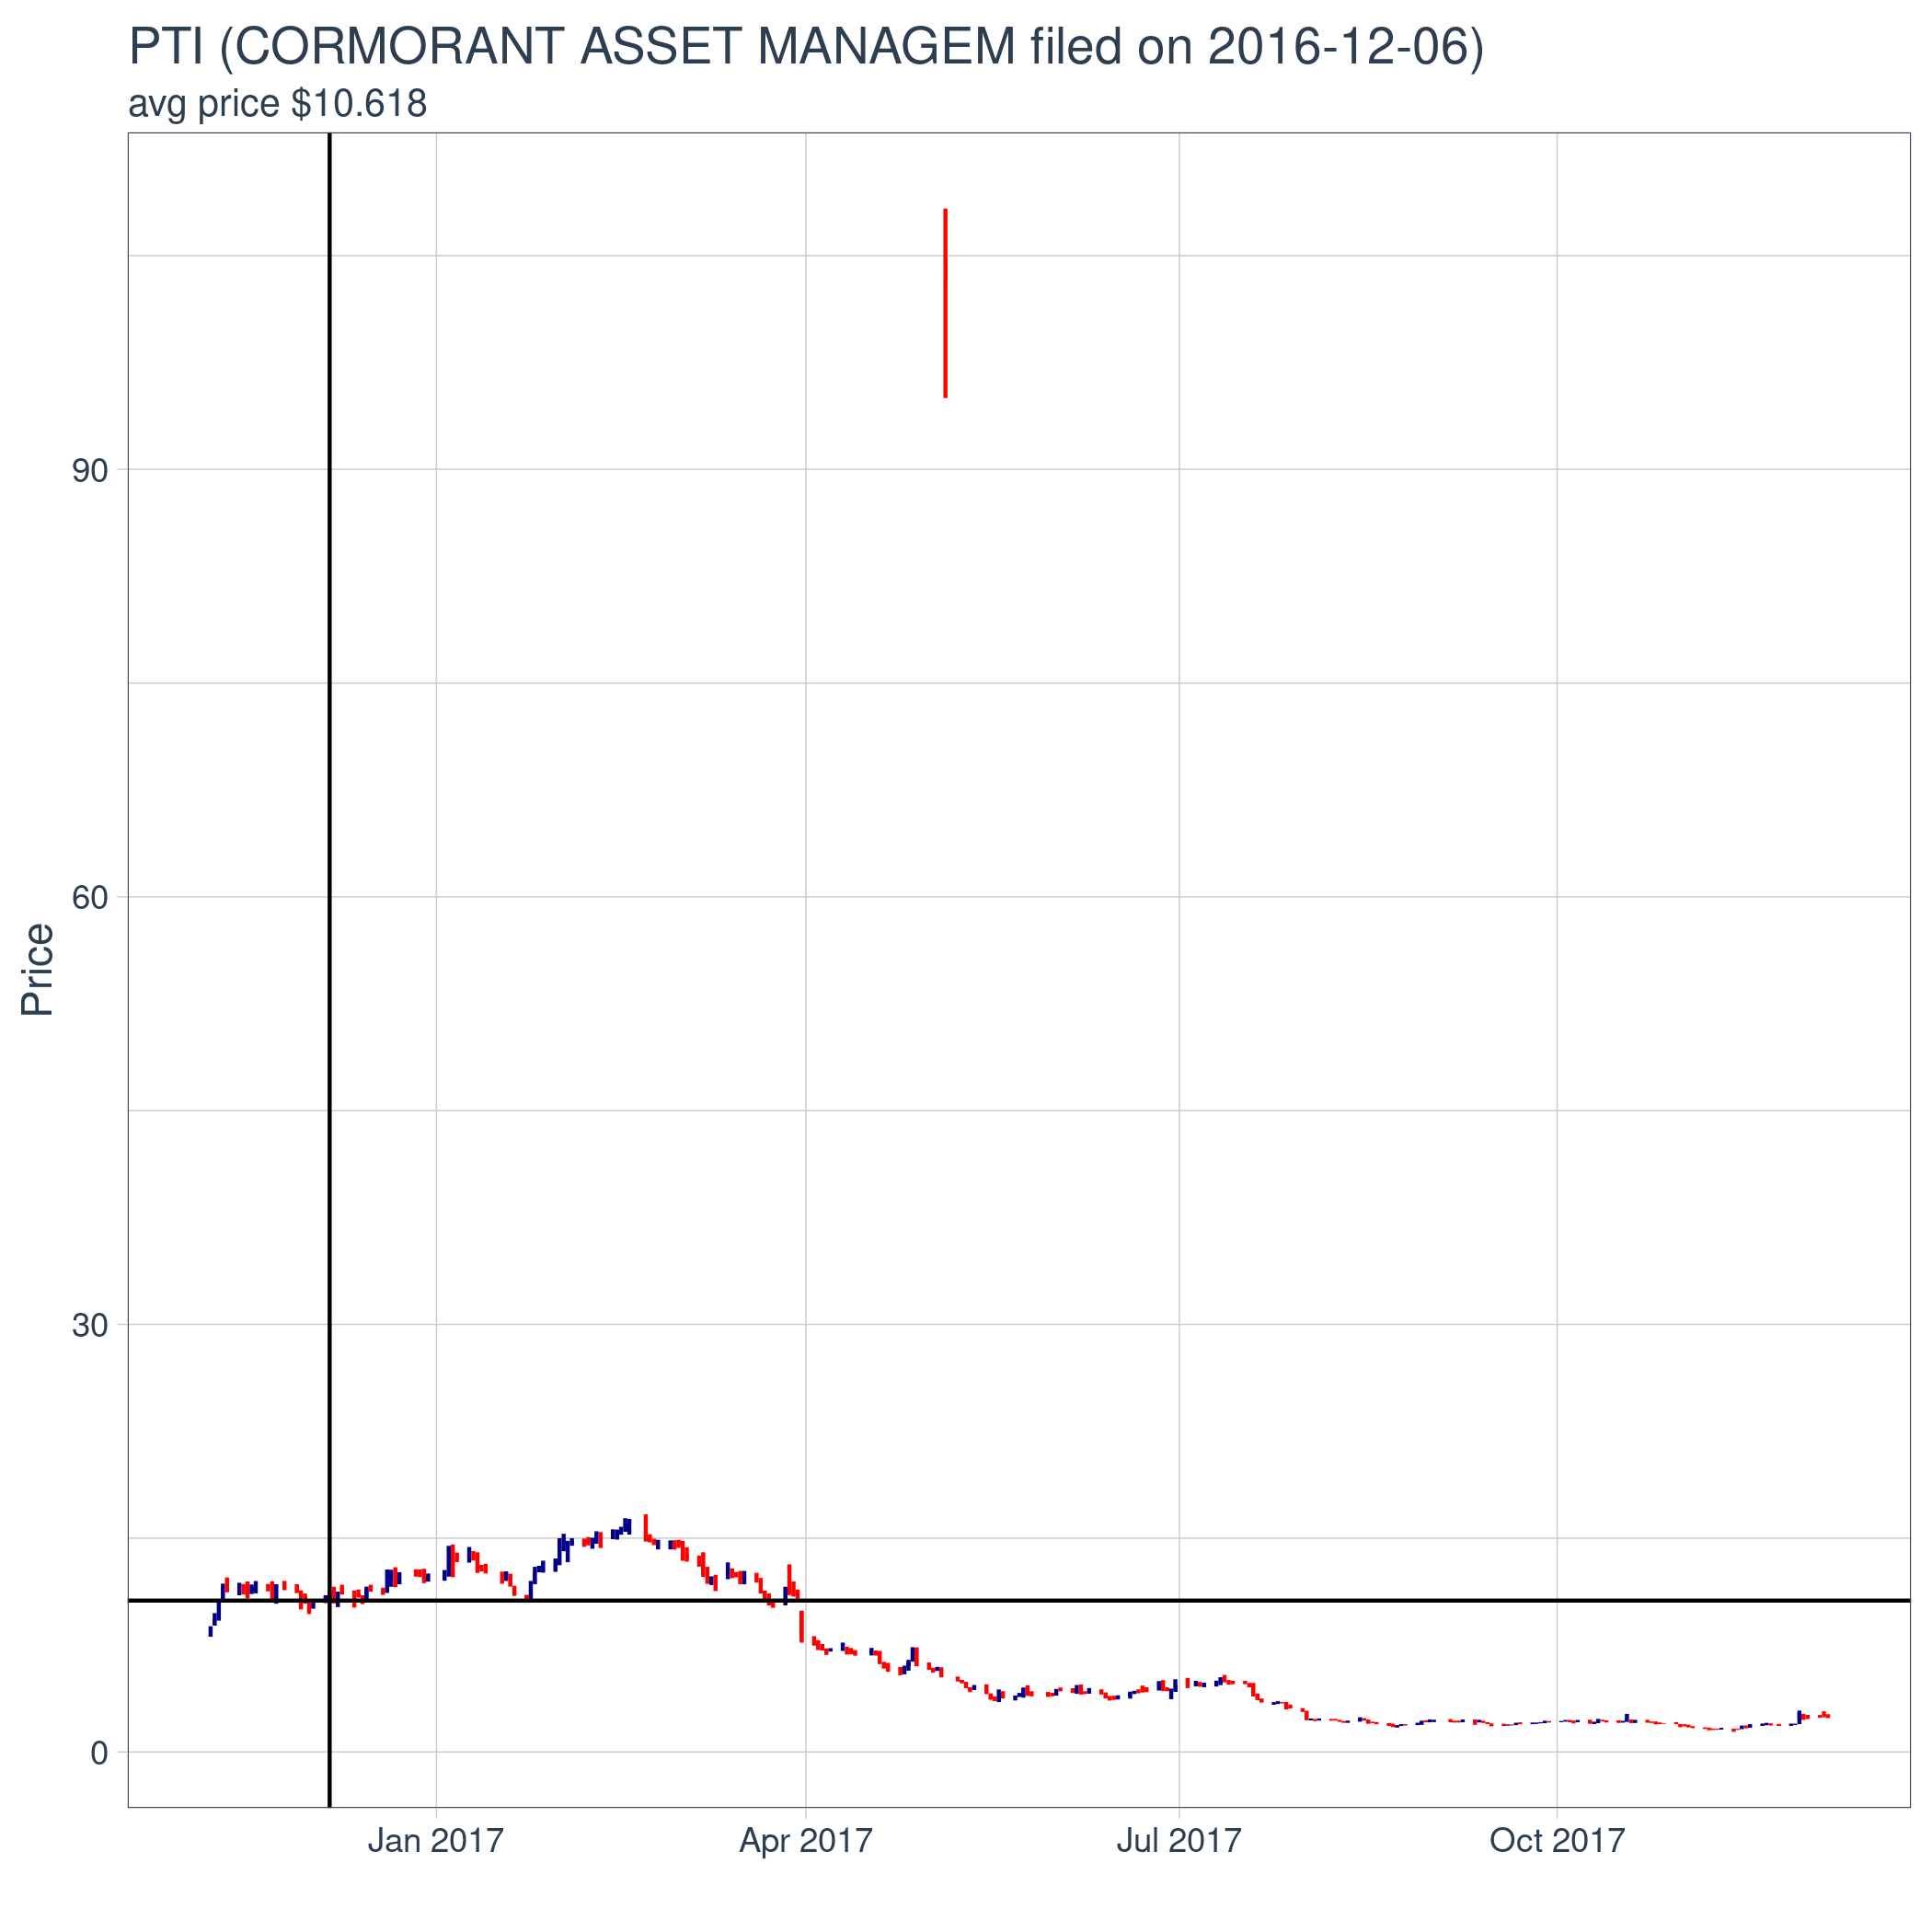 PTI (CORMORANT ASSET MANAGEM filed on 2016-12-06)
avg price $10.618
90
60
30
0
Price
Jan 2017
Apr 2017
Jul 2017
Oct 2017